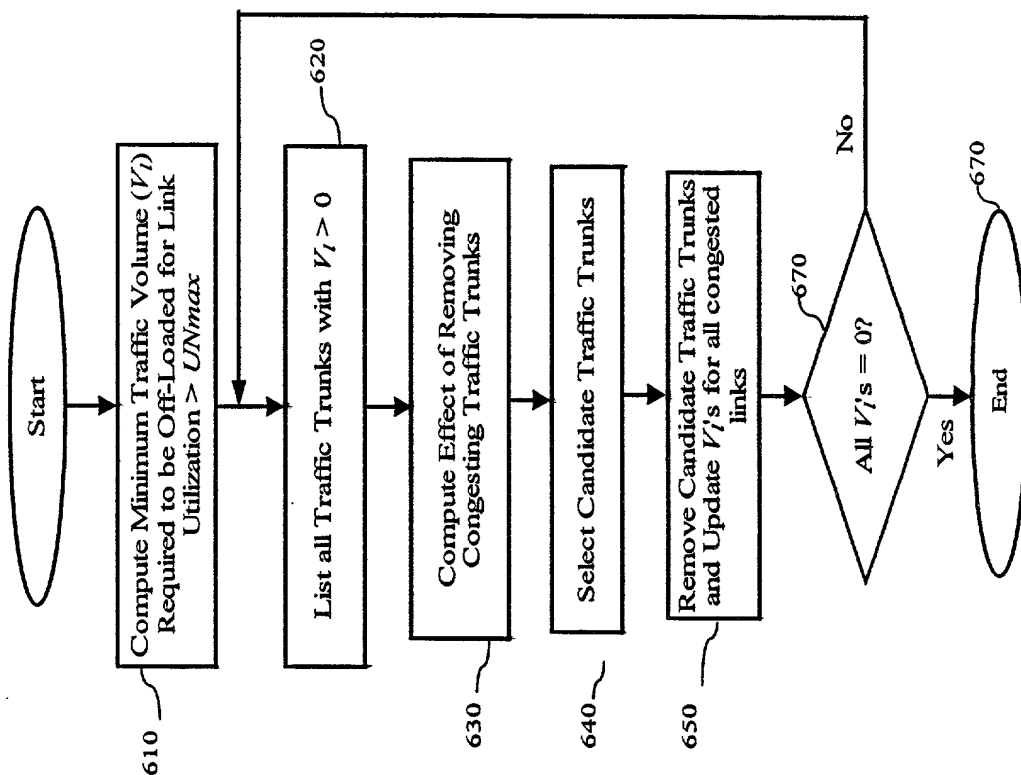 Start
Compute Minimum Traffic Volume (Vl)
Required to be Off-Loaded for Link
Utilization > UNmax
610
List all Traffic Trunks with Vl > 0
620
Compute Effect of Removing
Congesting Traffic Trunks
630
Select Candidate Traffic Trunks
640
Remove Candidate Traffic Trunks
and Update Vl's for all congested
links
650
All Vl's = 0?
670
No
Yes
End
670